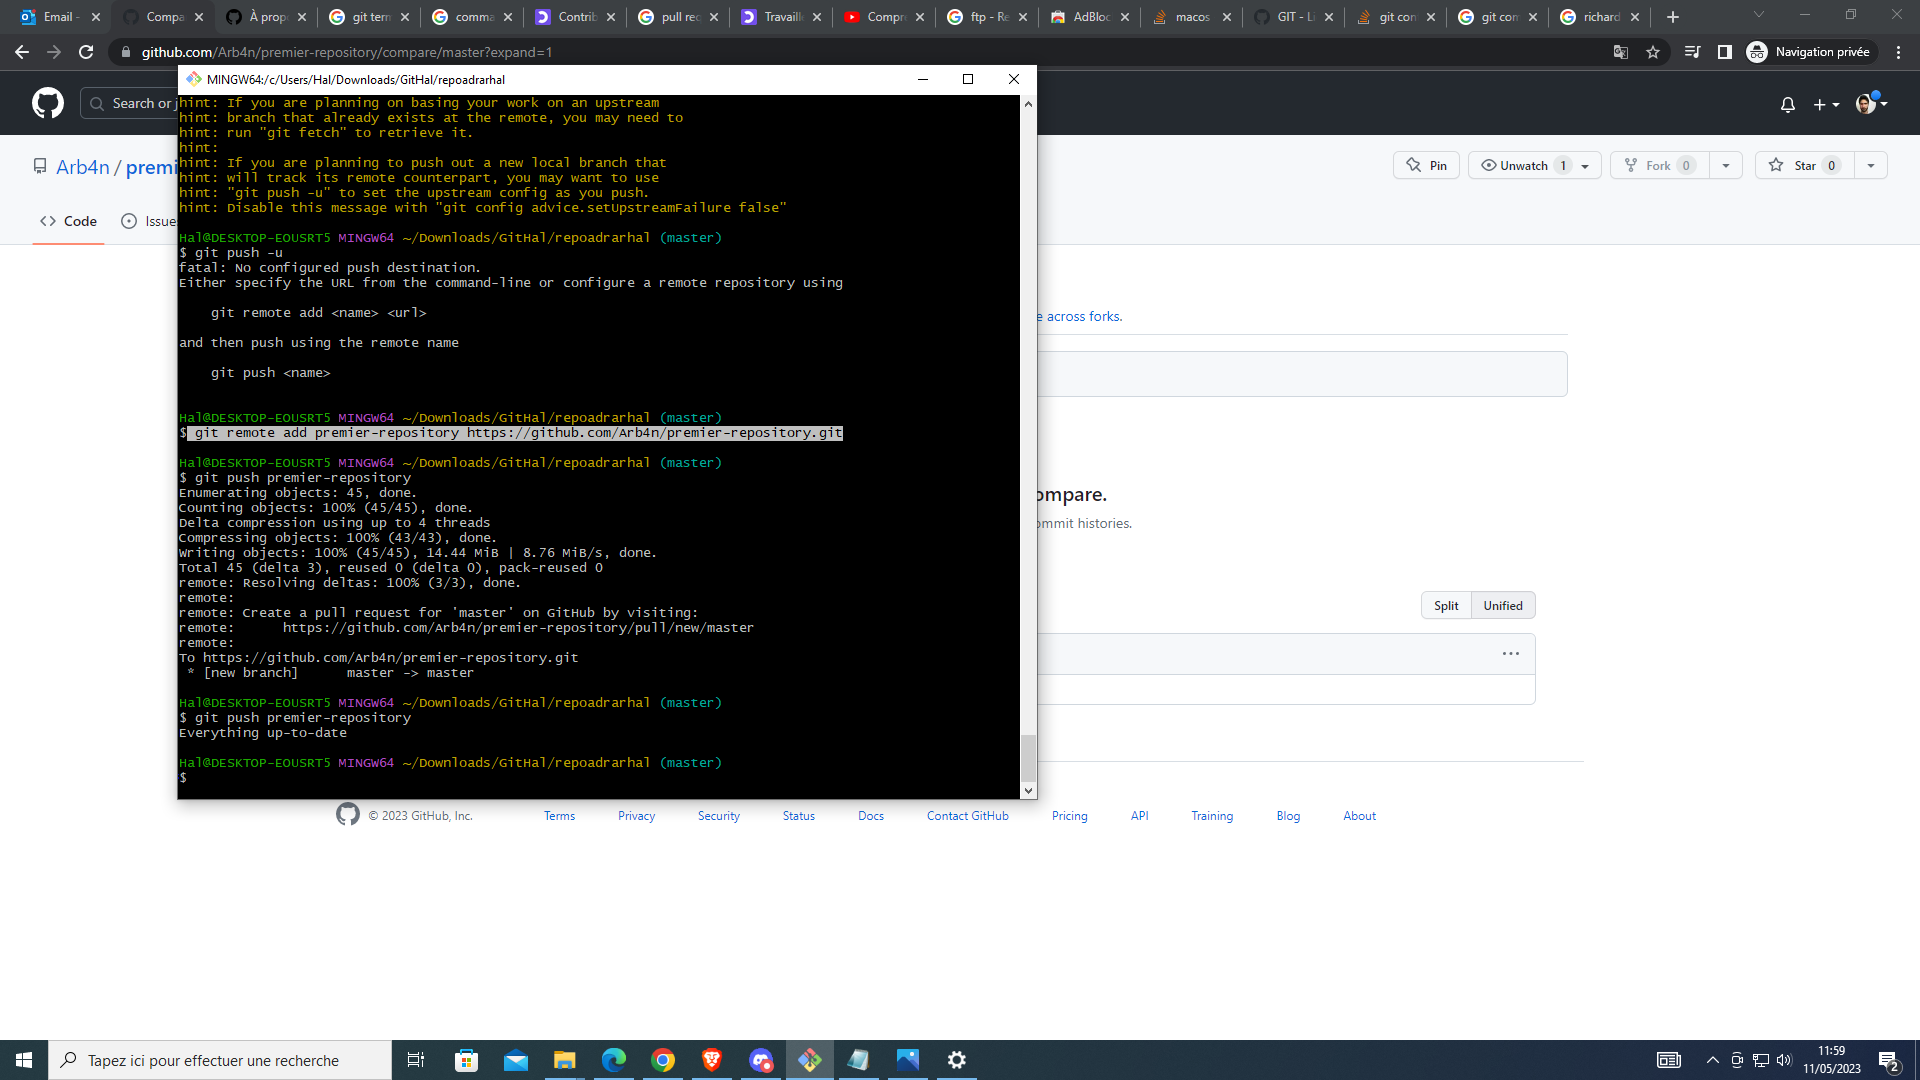 Email -
Compa
À prop
git tern
comma
Contrib
pull rec
Travaill
Compre
ftp - Re
AdBloc
macos
GIT - Li
git con
git con
richard
github.com/Arb4n/premier-repository/compare/master?expand=1
Navigation privée
MINGW64:/c/Users/Hal/Downloads/GitHal/repoadrarhal
Search or j
Arb4n / premi
Pin
Unwatch 1
Fork 0
Star 0
Code
Issue
hint: If you are planning on basing your work on an upstream
hint: branch that already exists at the remote, you may need to
hint: run "git fetch" to retrieve it.
hint:
hint: If you are planning to push out a new local branch that
hint: will track its remote counterpart, you may want to use
hint: "git push -u" to set the upstream config as you push.
hint: Disable this message with "git config advice.setUpstreamFailure false"
Hal@DESKTOP-EOUSRT5 MINGW64 ~/Downloads/GitHal/repoadrarhal (master)
$ git push -u
fatal: No configured push destination.
Either specify the URL from the command-line or configure a remote repository using
git remote add <name> <url>
and then push using the remote name
git push <name>
Hal@DESKTOP-EOUSRT5 MINGW64 ~/Downloads/GitHal/repoadrarhal (master)
$ git remote add premier-repository https://github.com/Arb4n/premier-repository.git
Hal@DESKTOP-EOUSRT5 MINGW64 ~/Downloads/GitHal/repoadrarhal (master)
$ git push premier-repository
Enumerating objects: 45, done.
Counting objects: 100% (45/45), done.
Delta compression using up to 4 threads
Compressing objects: 100% (43/43), done.
Writing objects: 100% (45/45), 14.44 MiB | 8.76 MiB/s, done.
Total 45 (delta 3), reused 0 (delta 0), pack-reused 0
remote: Resolving deltas: 100% (3/3), done.
remote:
remote: Create a pull request for 'master' on GitHub by visiting:
remote:      https://github.com/Arb4n/premier-repository/pull/new/master
remote:
To https://github.com/Arb4n/premier-repository.git
* [new branch]      master -> master
Hal@DESKTOP-EOUSRT5 MINGW64 ~/Downloads/GitHal/repoadrarhal (master)
$ git push premier-repository
Everything up-to-date
Hal@DESKTOP-EOUSRT5 MINGW64 ~/Downloads/GitHal/repoadrarhal (master)
$
e across forks.
ompare.
ommit histories.
Split
Unified
© 2023 GitHub, Inc.
Terms
Privacy
Security
Status
Docs
Contact GitHub
Pricing
API
Training
Blog
About
Tapez ici pour effectuer une recherche
11:59
11/05/2023
2